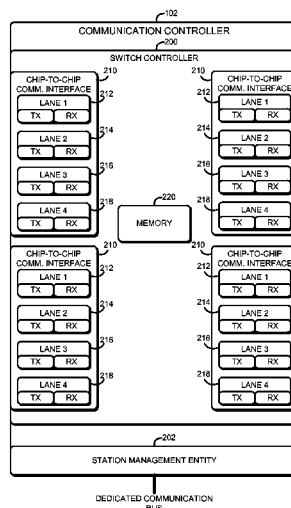 102
COMMUNICATION CONTROLLER
200
SWITCH CONTROLLER
210
CHIP-TO-CHIP
COMM. INTERFACE
212
LANE 1
TX RX
214
LANE 2
TX RX
216
LANE 3
TX RX
218
LANE 4
TX RX
210
CHIP-TO-CHIP
COMM. INTERFACE
212
LANE 1
TX RX
214
LANE 2
TX RX
216
LANE 3
TX RX
218
LANE 4
TX RX
220
MEMORY
210
CHIP-TO-CHIP
COMM. INTERFACE
212
LANE 1
TX RX
214
LANE 2
TX RX
216
LANE 3
TX RX
218
LANE 4
TX RX
210
CHIP-TO-CHIP
COMM. INTERFACE
212
LANE 1
TX RX
214
LANE 2
TX RX
216
LANE 3
TX RX
218
LANE 4
TX RX
202
STATION MANAGEMENT ENTITY
DEDICATED COMMUNICATION
BUS